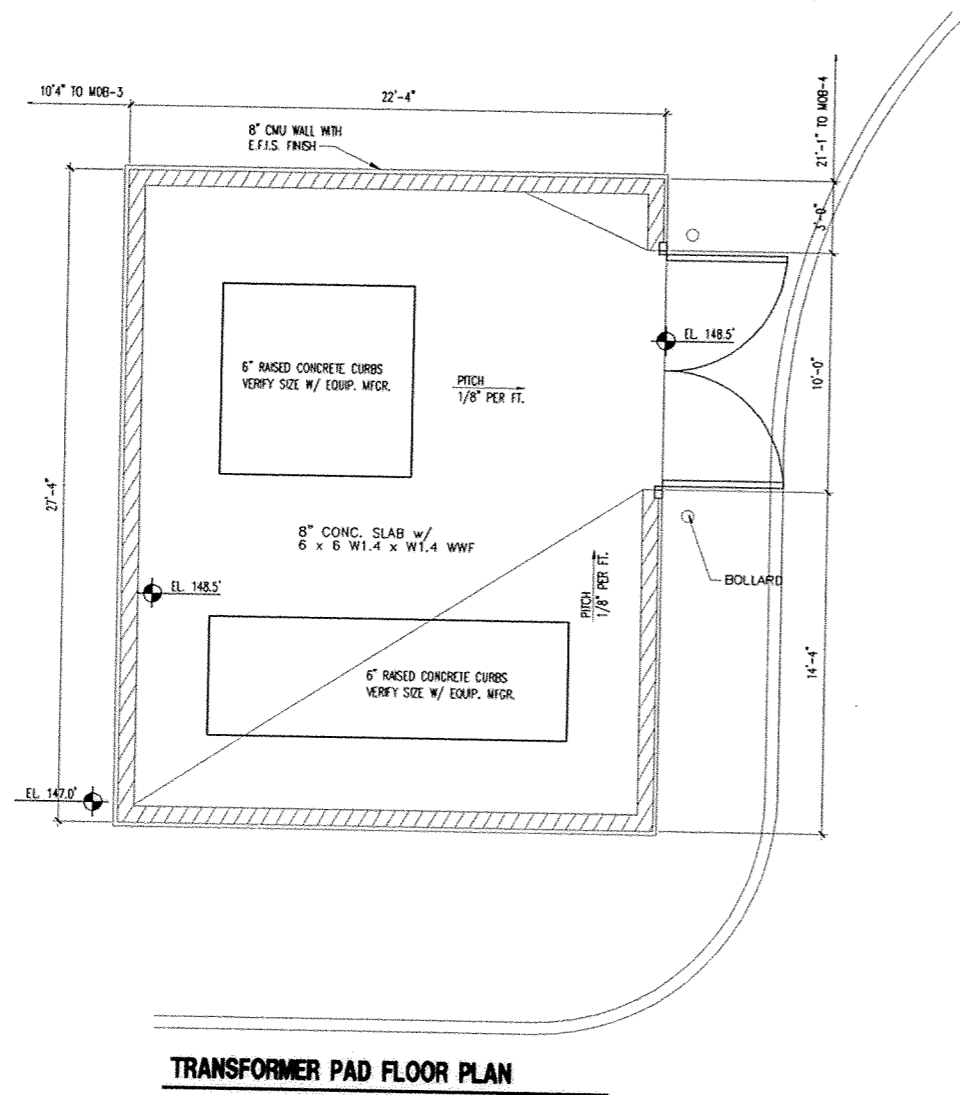 10'4" TO MOB-3
22'-4"
21'-1" TO MOB-4
8" CMU WALL WITH
E.F.I.S. FINISH
3'-0"
EL. 148.5'
10'-0"
6" RAISED CONCRETE CURBS
VERIFY SIZE W/ EQUIP. MFGR.
PITCH
1/8" PER FT.
27'-4"
8" CONC. SLAB w/
6 x 6 W1.4 x W1.4 WWF
PITCH
1/8" PER FT.
BOLLARD
EL. 148.5'
14'-4"
6" RAISED CONCRETE CURBS
VERIFY SIZE W/ EQUIP. MFGR.
EL. 147.0'
TRANSFORMER PAD FLOOR PLAN